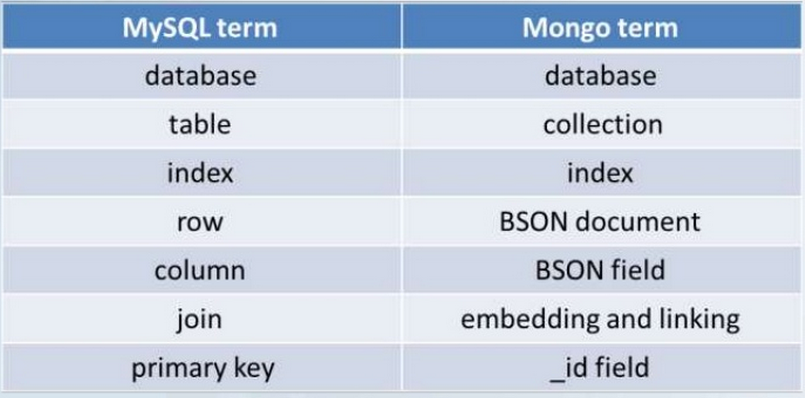 MySQL term Mongo term
database database
table collection
index index
row BSON document
column BSON field
join embedding and linking
primary key _id field